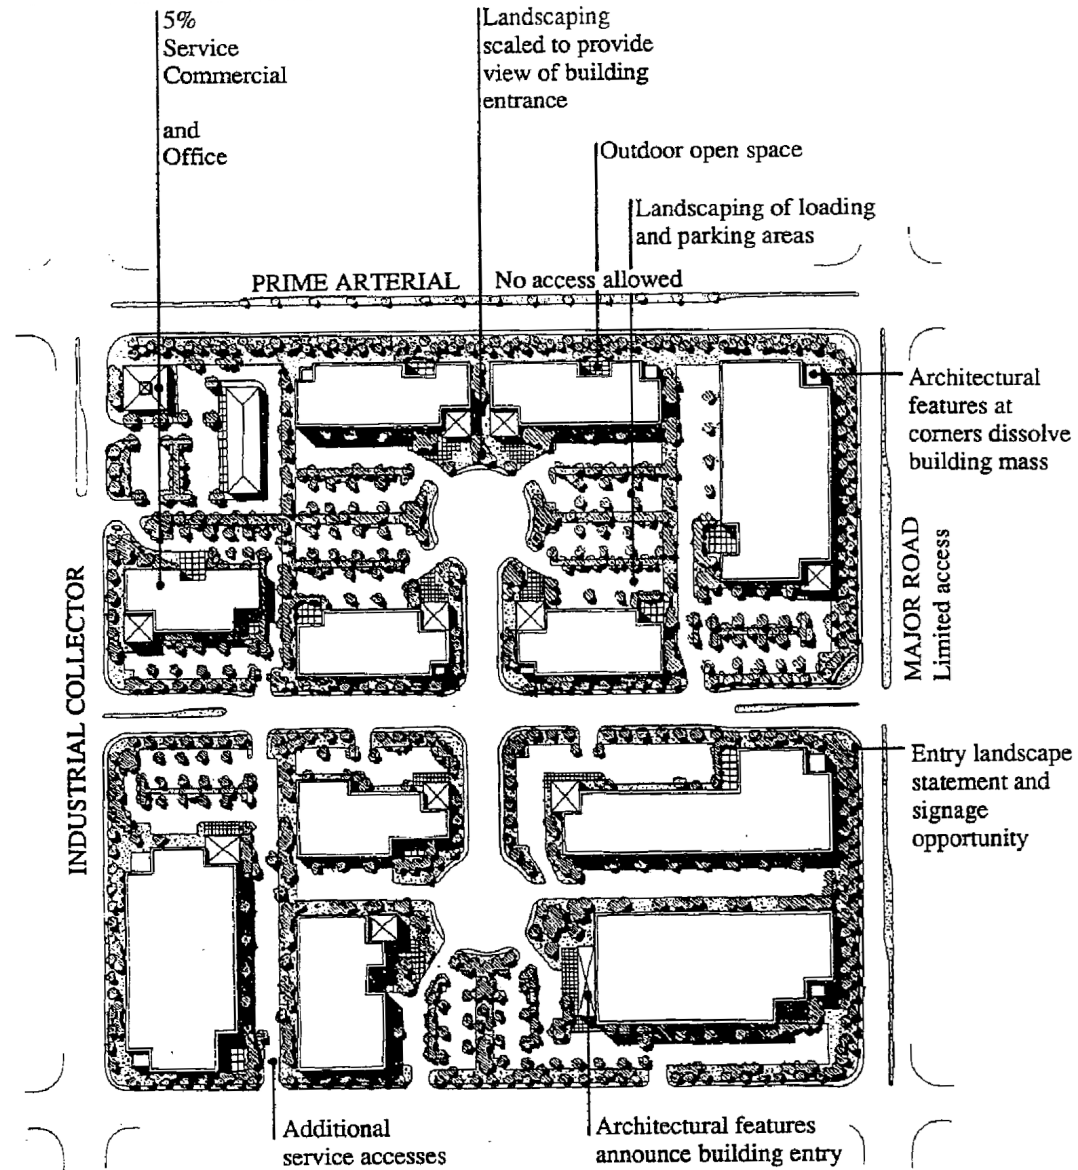 5%
Service
Commercial
and
Office
Landscaping
scaled to provide
view of building
entrance
Outdoor open space
Landscaping of loading
and parking areas
PRIME ARTERIAL No access allowed
Architectural
features at
corners dissolve
building mass
MAJOR ROAD
Limited access
INDUSTRIAL COLLECTOR
Entry landscape
statement and
signage
opportunity
Additional
service accesses
Architectural features
announce building entry